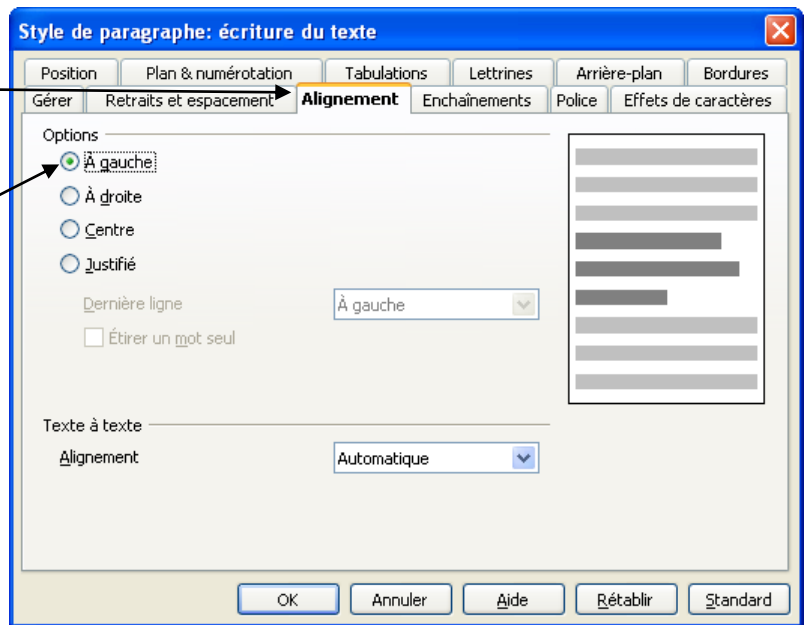 Style de paragraphe: écriture du texte
Position Plan & numérotation Tabulations Lettrines Arrière-plan Bordures
Gérer Retraits et espacement Alignement Enchaînements Police Effets de caractères
Options
À gauche
À droite
Centre
Justifié
Dernière ligne À gauche
Étirer un mot seul
Texte à texte
Alignement Automatique
OK Annuler Aide Rétablir Standard